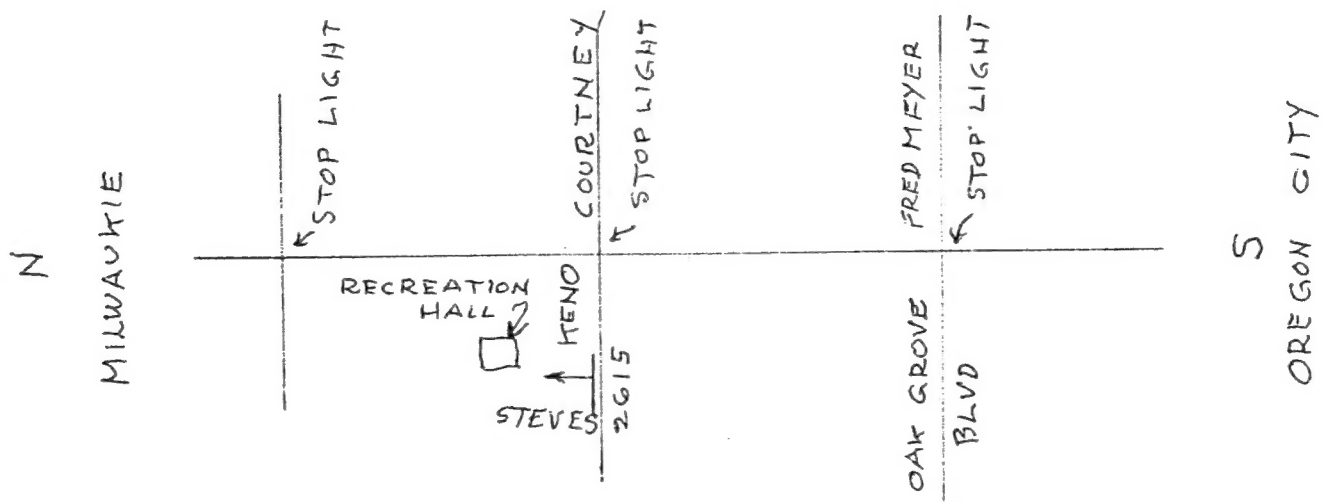 N
MILWAUKIE
STOP LIGHT
COURTNEY
STOP LIGHT
RECREATION
HALL
KENO
STEVES
2615
FRED MEYER
STOP LIGHT
OAK GROVE
BLVD
S
OREGON CITY